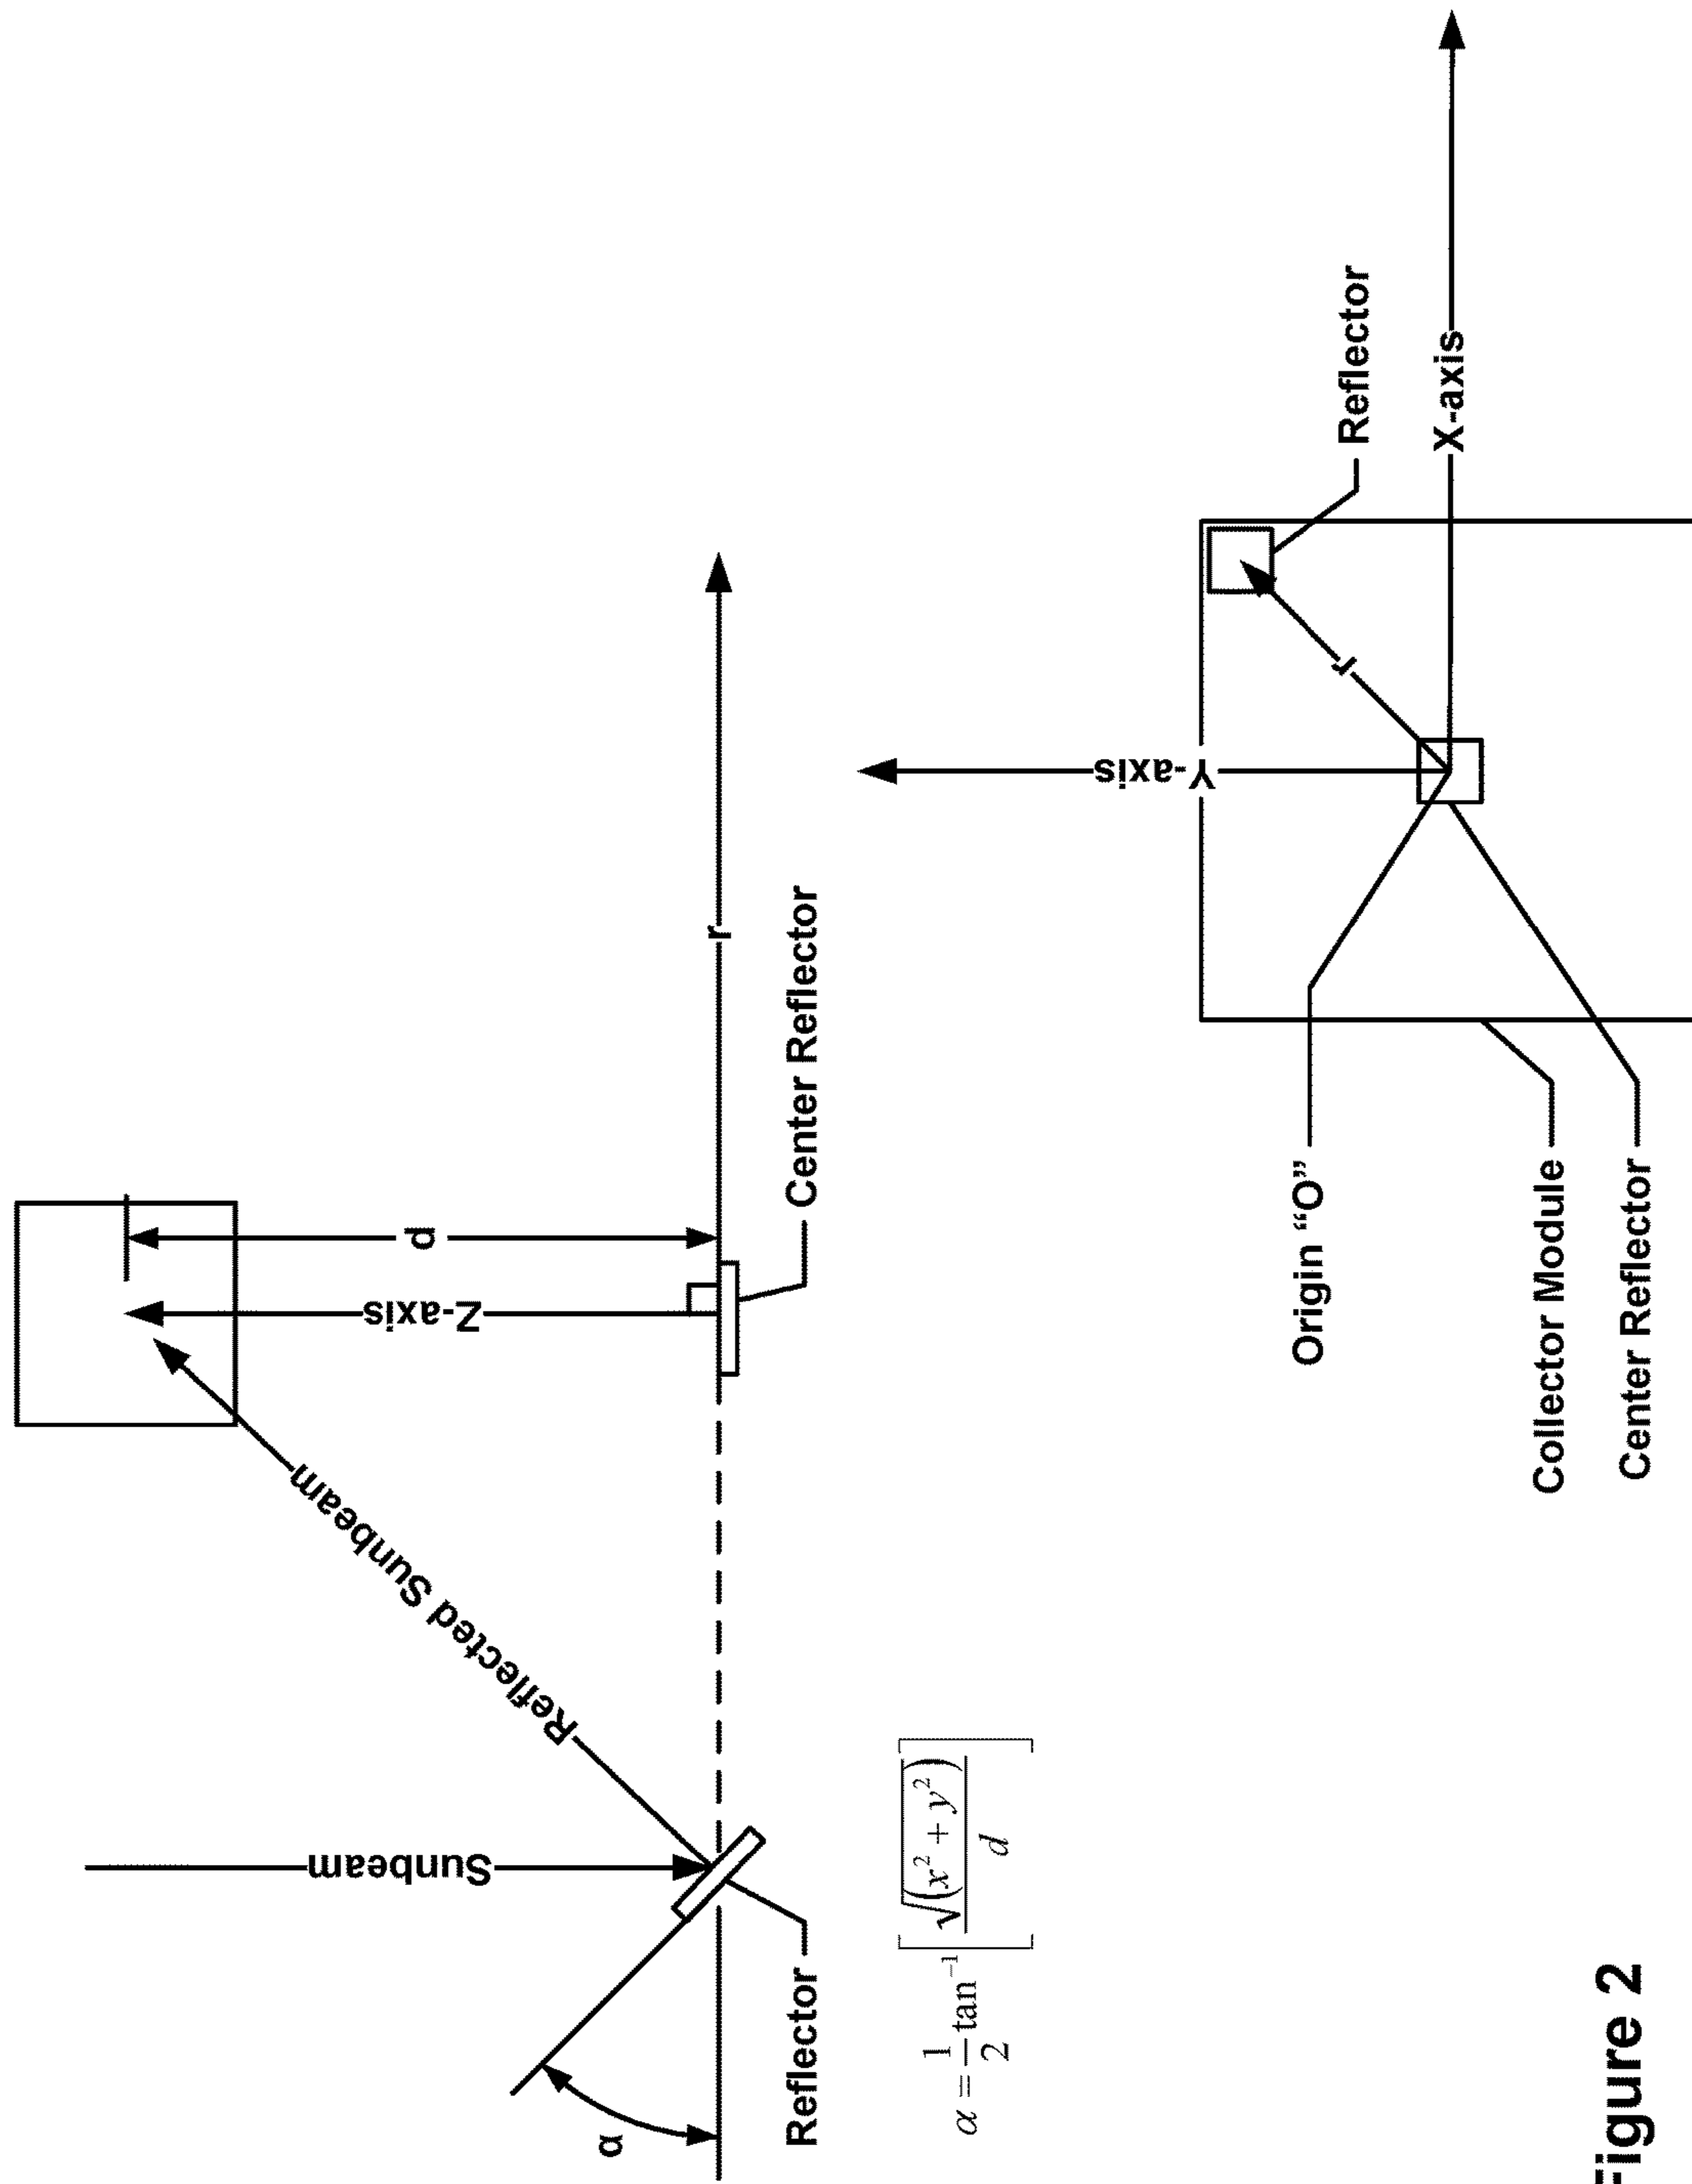 Sunbeam
Reflected Sunbeam
Z-axis
d
α
r
Reflector
Center Reflector
α = 1/2 tan⁻¹ [√(x² + y²) / d]
Y-axis
Reflector
r
X-axis
Origin “O”
Collector Module
Center Reflector
Figure 2